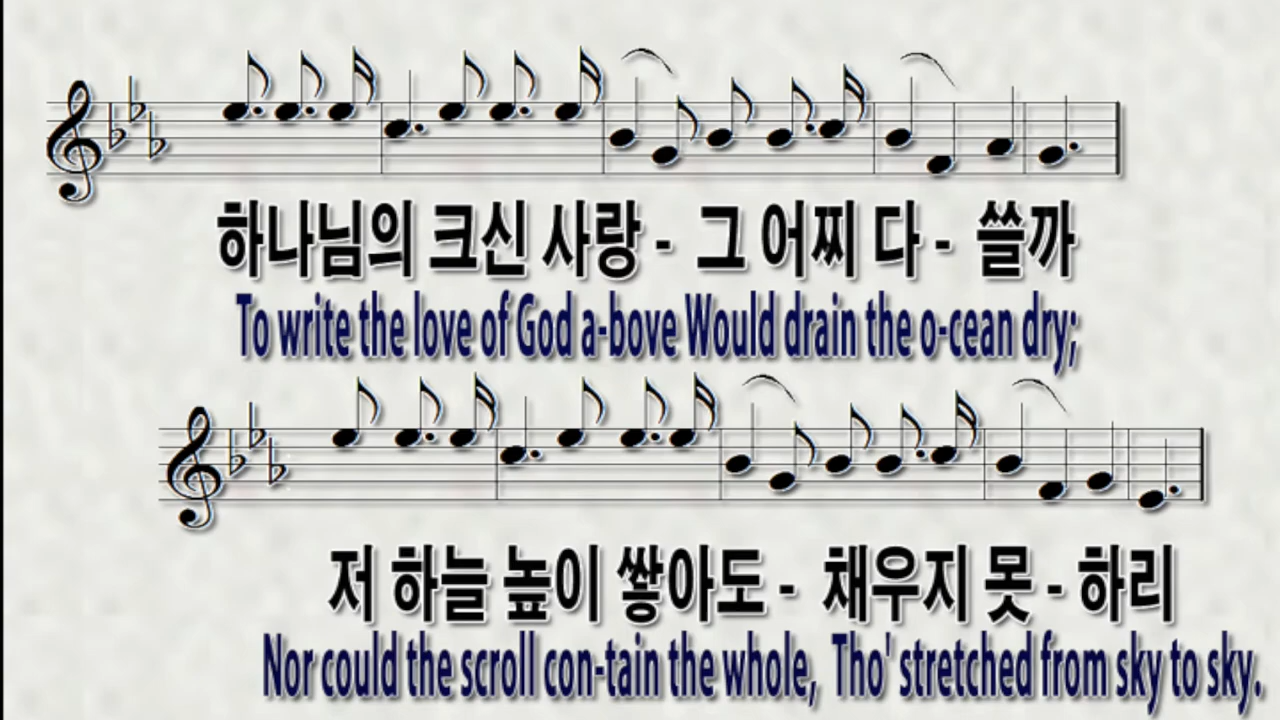 하나님의 크신 사랑 - 그 어찌 다 - 쓸까
To write the love of God a-bove Would drain the o-cean dry;
저 하늘 높이 쌓아도 - 채우지 못 - 하리
Nor could the scroll con-tain the whole, Tho' stretched from sky to sky.